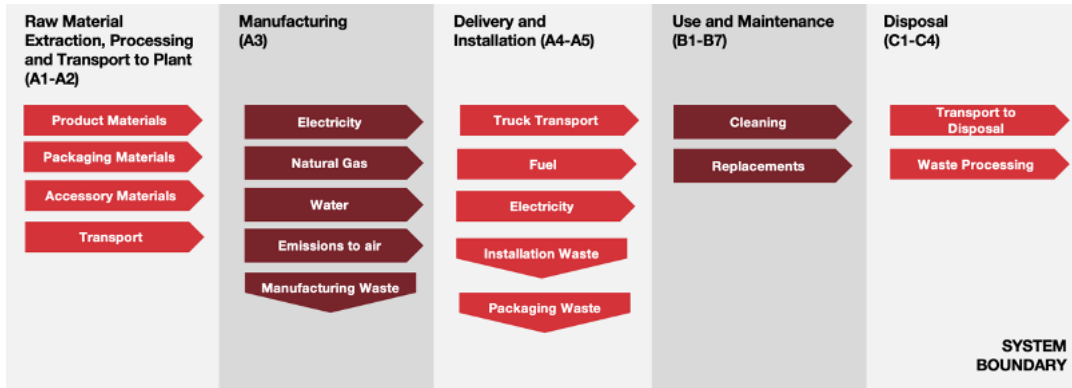 Raw Material
Extraction, Processing
and Transport to Plant
(A1-A2)
Product Materials
Packaging Materials
Accessory Materials
Transport
Manufacturing
(A3)
Electricity
Natural Gas
Water
Emissions to air
Manufacturing Waste
Delivery and
Installation (A4-A5)
Truck Transport
Fuel
Electricity
Installation Waste
Packaging Waste
Use and Maintenance
(B1-B7)
Cleaning
Replacements
Disposal
(C1-C4)
Transport to
Disposal
Waste Processing
SYSTEM
BOUNDARY